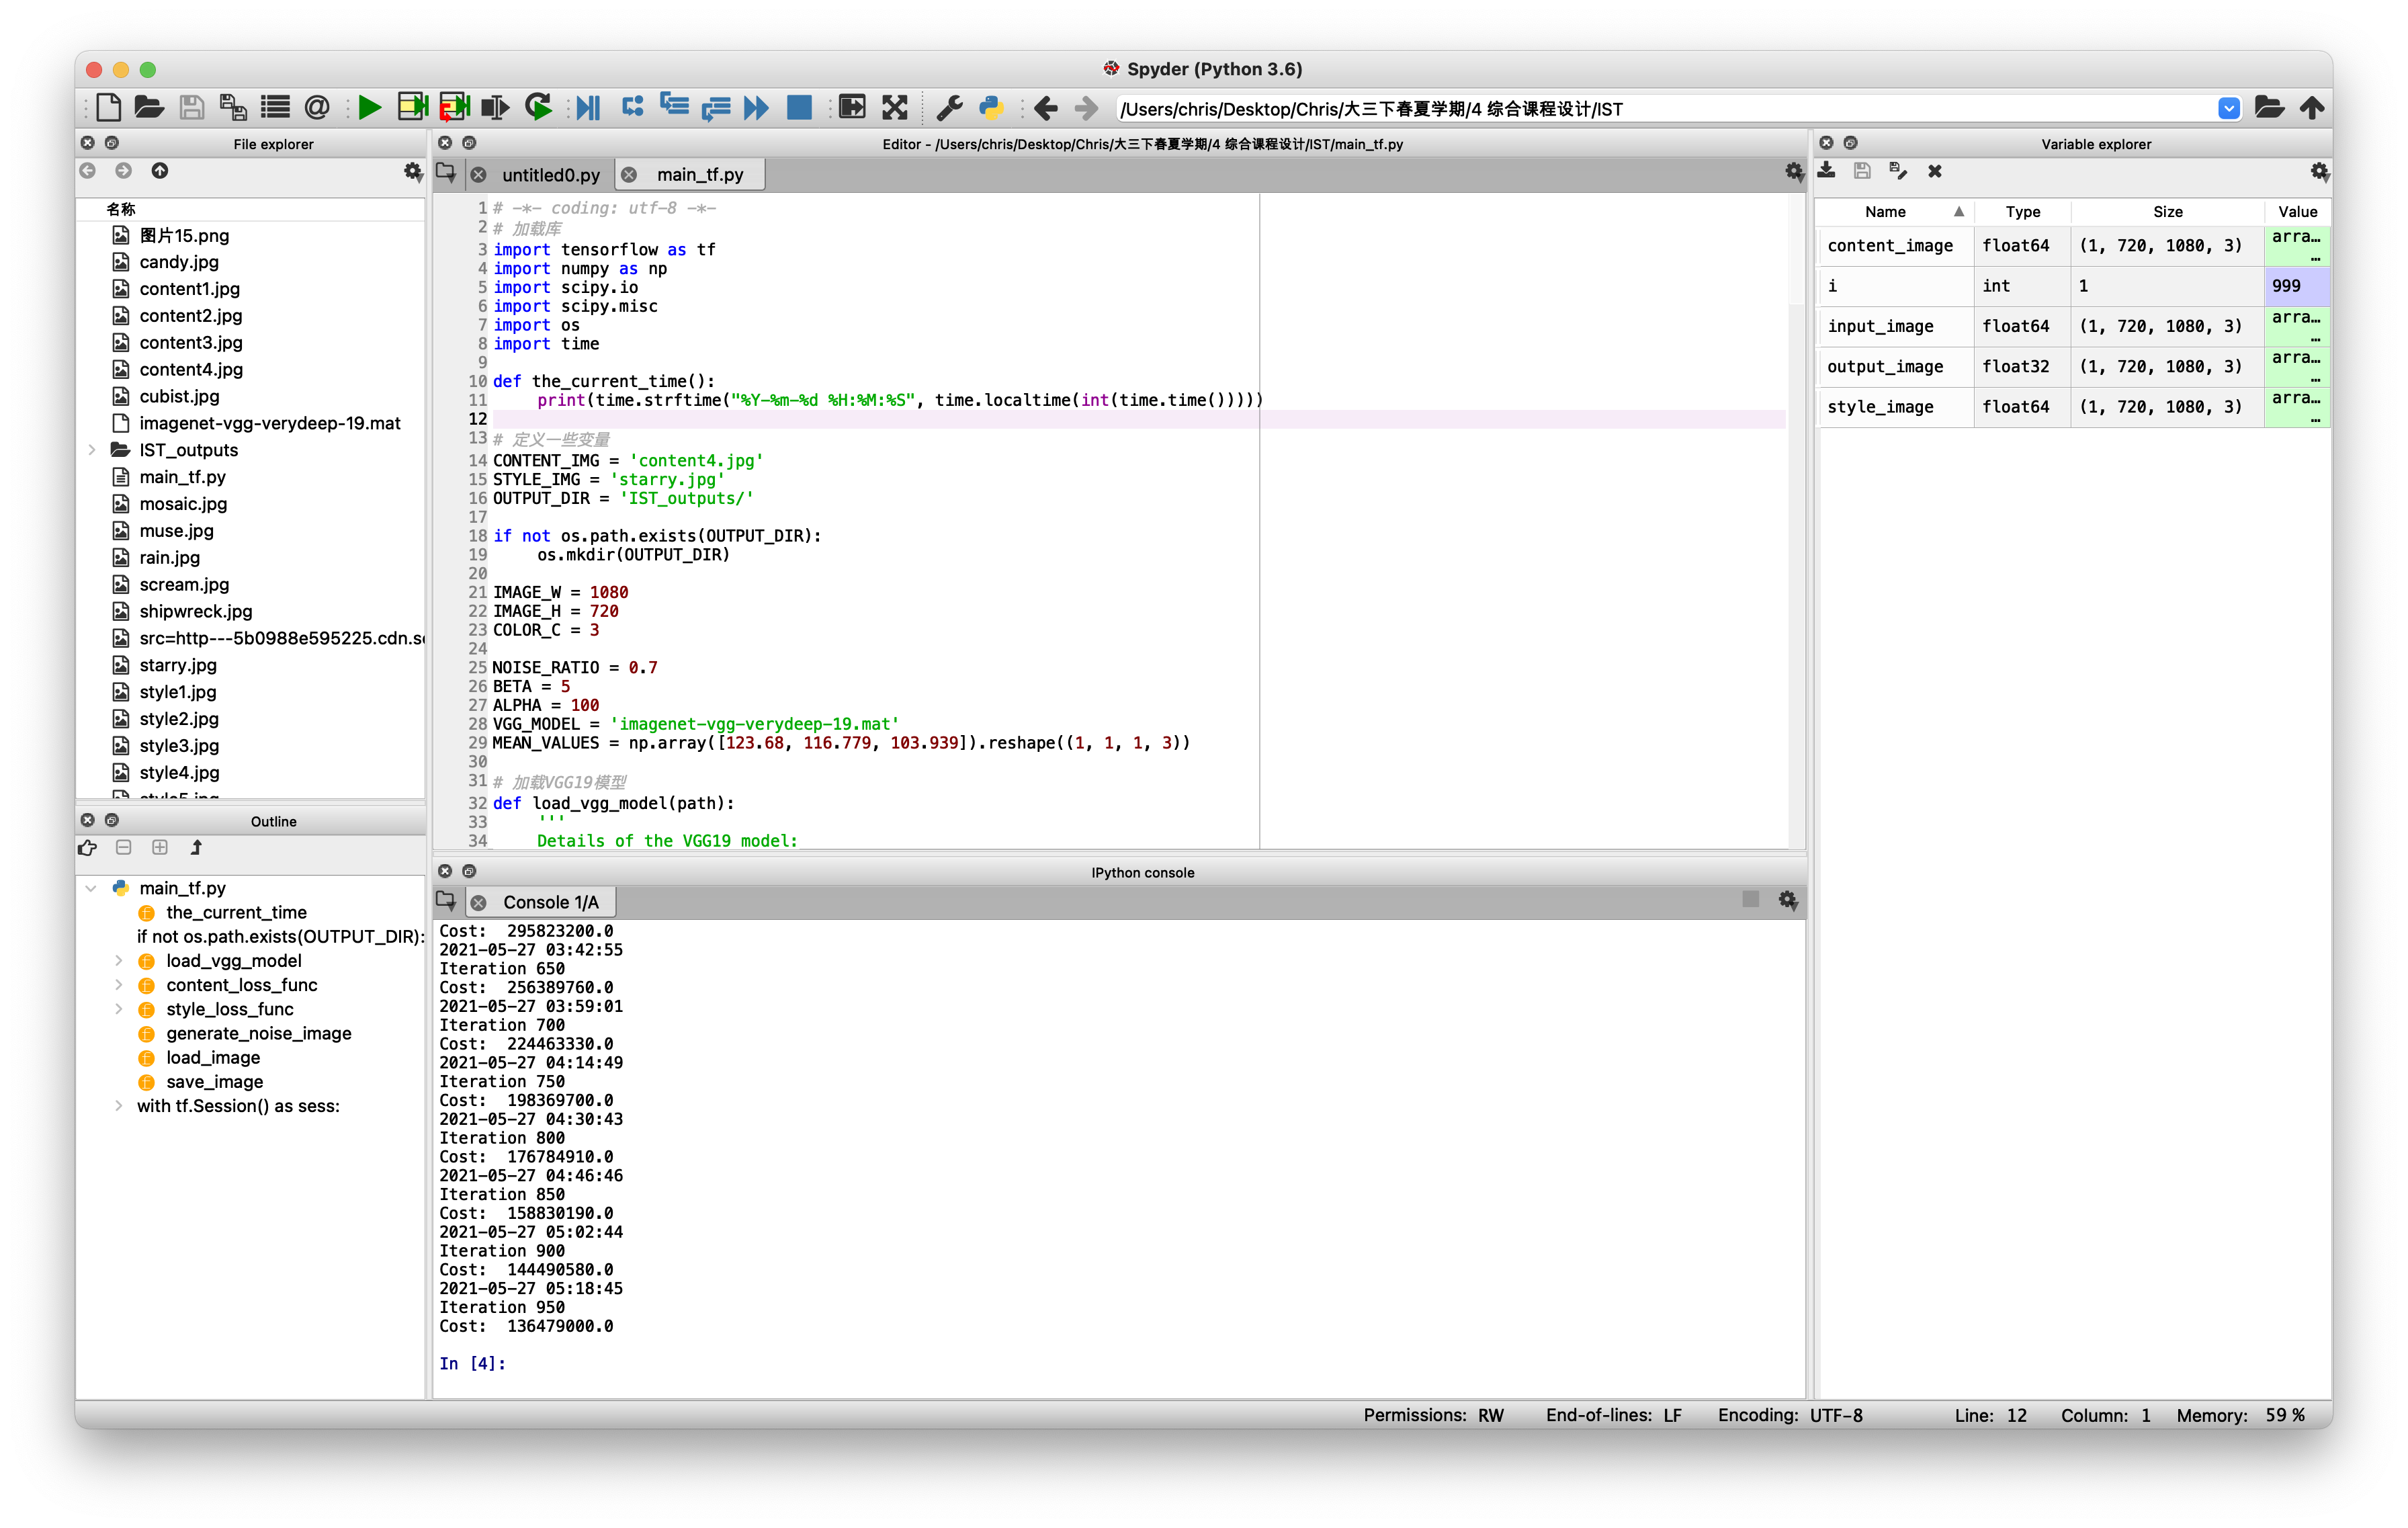 Spyder (Python 3.6)
/Users/chris/Desktop/Chris/大三下春夏学期/4 综合课程设计/IST
File explorer
名称
图片15.png
candy.jpg
content1.jpg
content2.jpg
content3.jpg
content4.jpg
cubist.jpg
imagenet-vgg-verydeep-19.mat
IST_outputs
main_tf.py
mosaic.jpg
muse.jpg
rain.jpg
scream.jpg
shipwreck.jpg
src=http---5b0988e595225.cdn.s
starry.jpg
style1.jpg
style2.jpg
style3.jpg
style4.jpg
Outline
main_tf.py
the_current_time
if not os.path.exists(OUTPUT_DIR):
load_vgg_model
content_loss_func
style_loss_func
generate_noise_image
load_image
save_image
with tf.Session() as sess:
Editor - /Users/chris/Desktop/Chris/大三下春夏学期/4 综合课程设计/IST/main_tf.py
untitled0.py main_tf.py
1 # -*- coding: utf-8 -*-
2 # 加载库
3 import tensorflow as tf
4 import numpy as np
5 import scipy.io
6 import scipy.misc
7 import os
8 import time
9
10 def the_current_time():
11 print(time.strftime("%Y-%m-%d %H:%M:%S", time.localtime(int(time.time()))))
12
13 # 定义一些变量
14 CONTENT_IMG = 'content4.jpg'
15 STYLE_IMG = 'starry.jpg'
16 OUTPUT_DIR = 'IST_outputs/'
17
18 if not os.path.exists(OUTPUT_DIR):
19 os.mkdir(OUTPUT_DIR)
20
21 IMAGE_W = 1080
22 IMAGE_H = 720
23 COLOR_C = 3
24
25 NOISE_RATIO = 0.7
26 BETA = 5
27 ALPHA = 100
28 VGG_MODEL = 'imagenet-vgg-verydeep-19.mat'
29 MEAN_VALUES = np.array([123.68, 116.779, 103.939]).reshape((1, 1, 1, 3))
30
31 # 加载VGG19模型
32 def load_vgg_model(path):
33 '''
34 Details of the VGG19 model:
IPython console
Console 1/A
Cost: 295823200.0
2021-05-27 03:42:55
Iteration 650
Cost: 256389760.0
2021-05-27 03:59:01
Iteration 700
Cost: 224463330.0
2021-05-27 04:14:49
Iteration 750
Cost: 198369700.0
2021-05-27 04:30:43
Iteration 800
Cost: 176784910.0
2021-05-27 04:46:46
Iteration 850
Cost: 158830190.0
2021-05-27 05:02:44
Iteration 900
Cost: 144490580.0
2021-05-27 05:18:45
Iteration 950
Cost: 136479000.0
In [4]:
Variable explorer
Name Type Size Value
content_image float64 (1, 720, 1080, 3) arra… …
i int 1 999
input_image float64 (1, 720, 1080, 3) arra… …
output_image float32 (1, 720, 1080, 3) arra… …
style_image float64 (1, 720, 1080, 3) arra… …
Permissions: RW End-of-lines: LF Encoding: UTF-8 Line: 12 Column: 1 Memory: 59 %